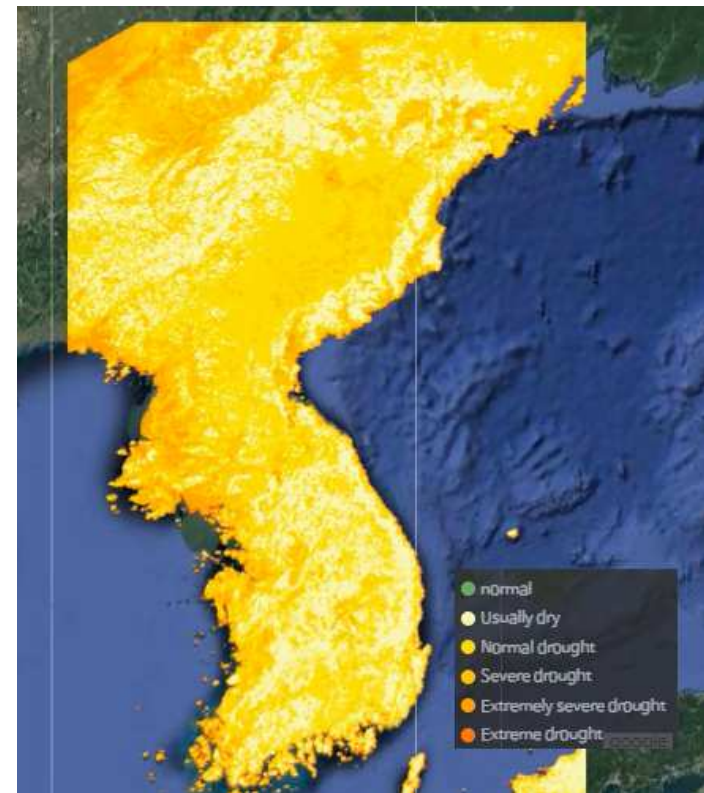 normal
Usually dry
Normal drought
Severe drought
Extremely severe drought
Extreme drought